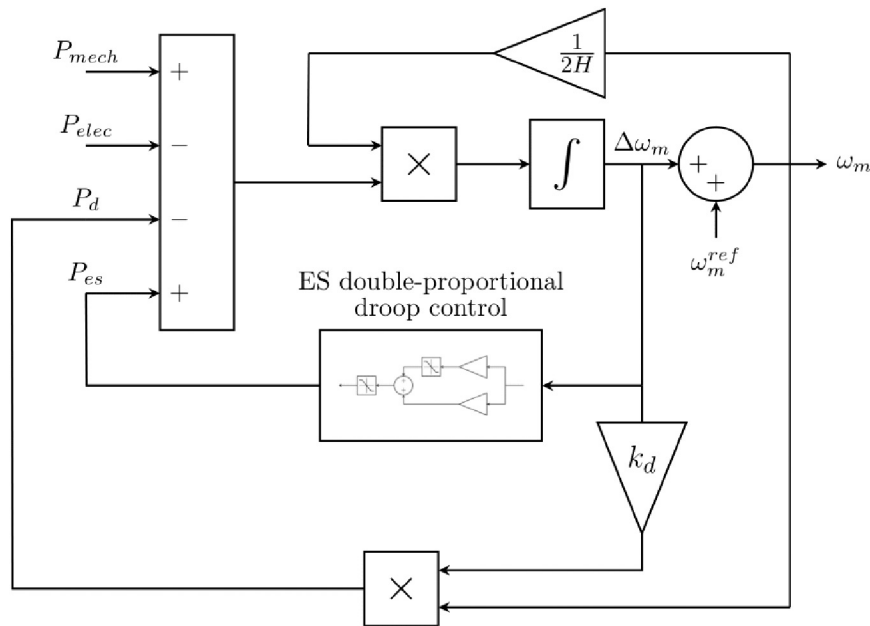 P_mech
+
1/2H
P_elec
−
×
∫
Δω_m
+
+
ω_m
P_d
−
ω_m^ref
P_es
+
ES double-proportional
droop control
k_d
×